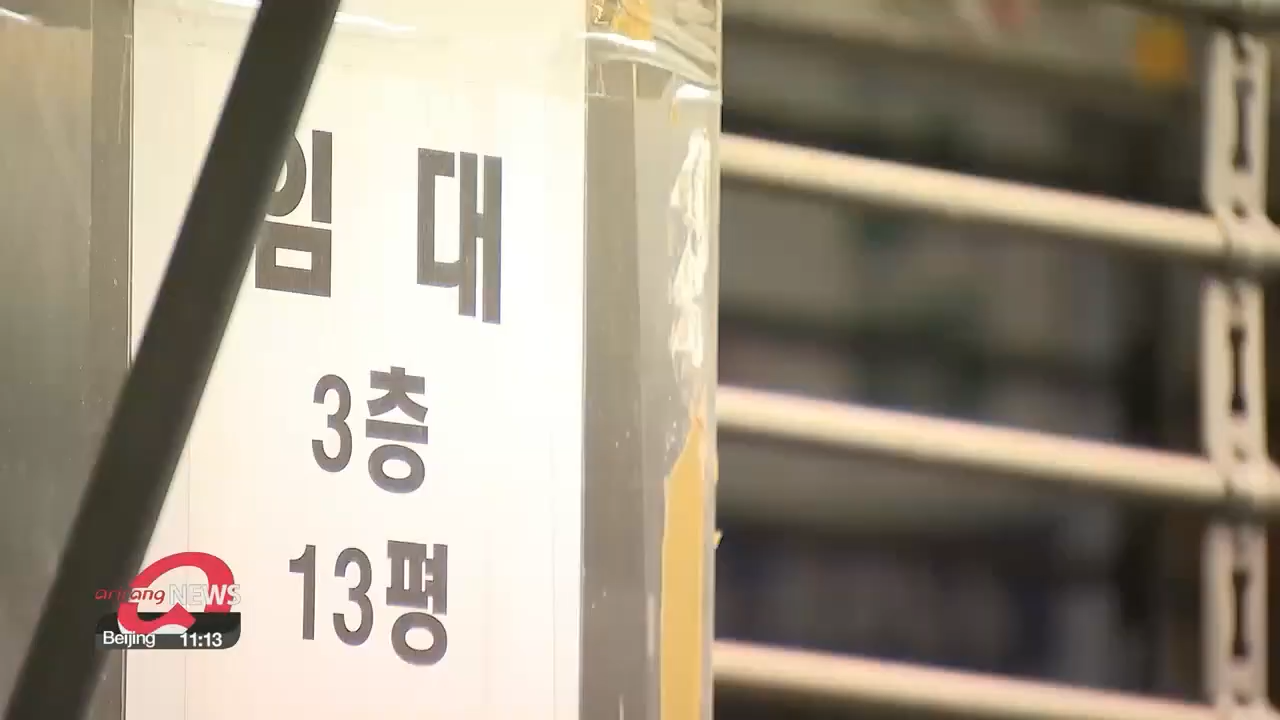 임 대
3층
13평
arirang NEWS
Beijing 11:13